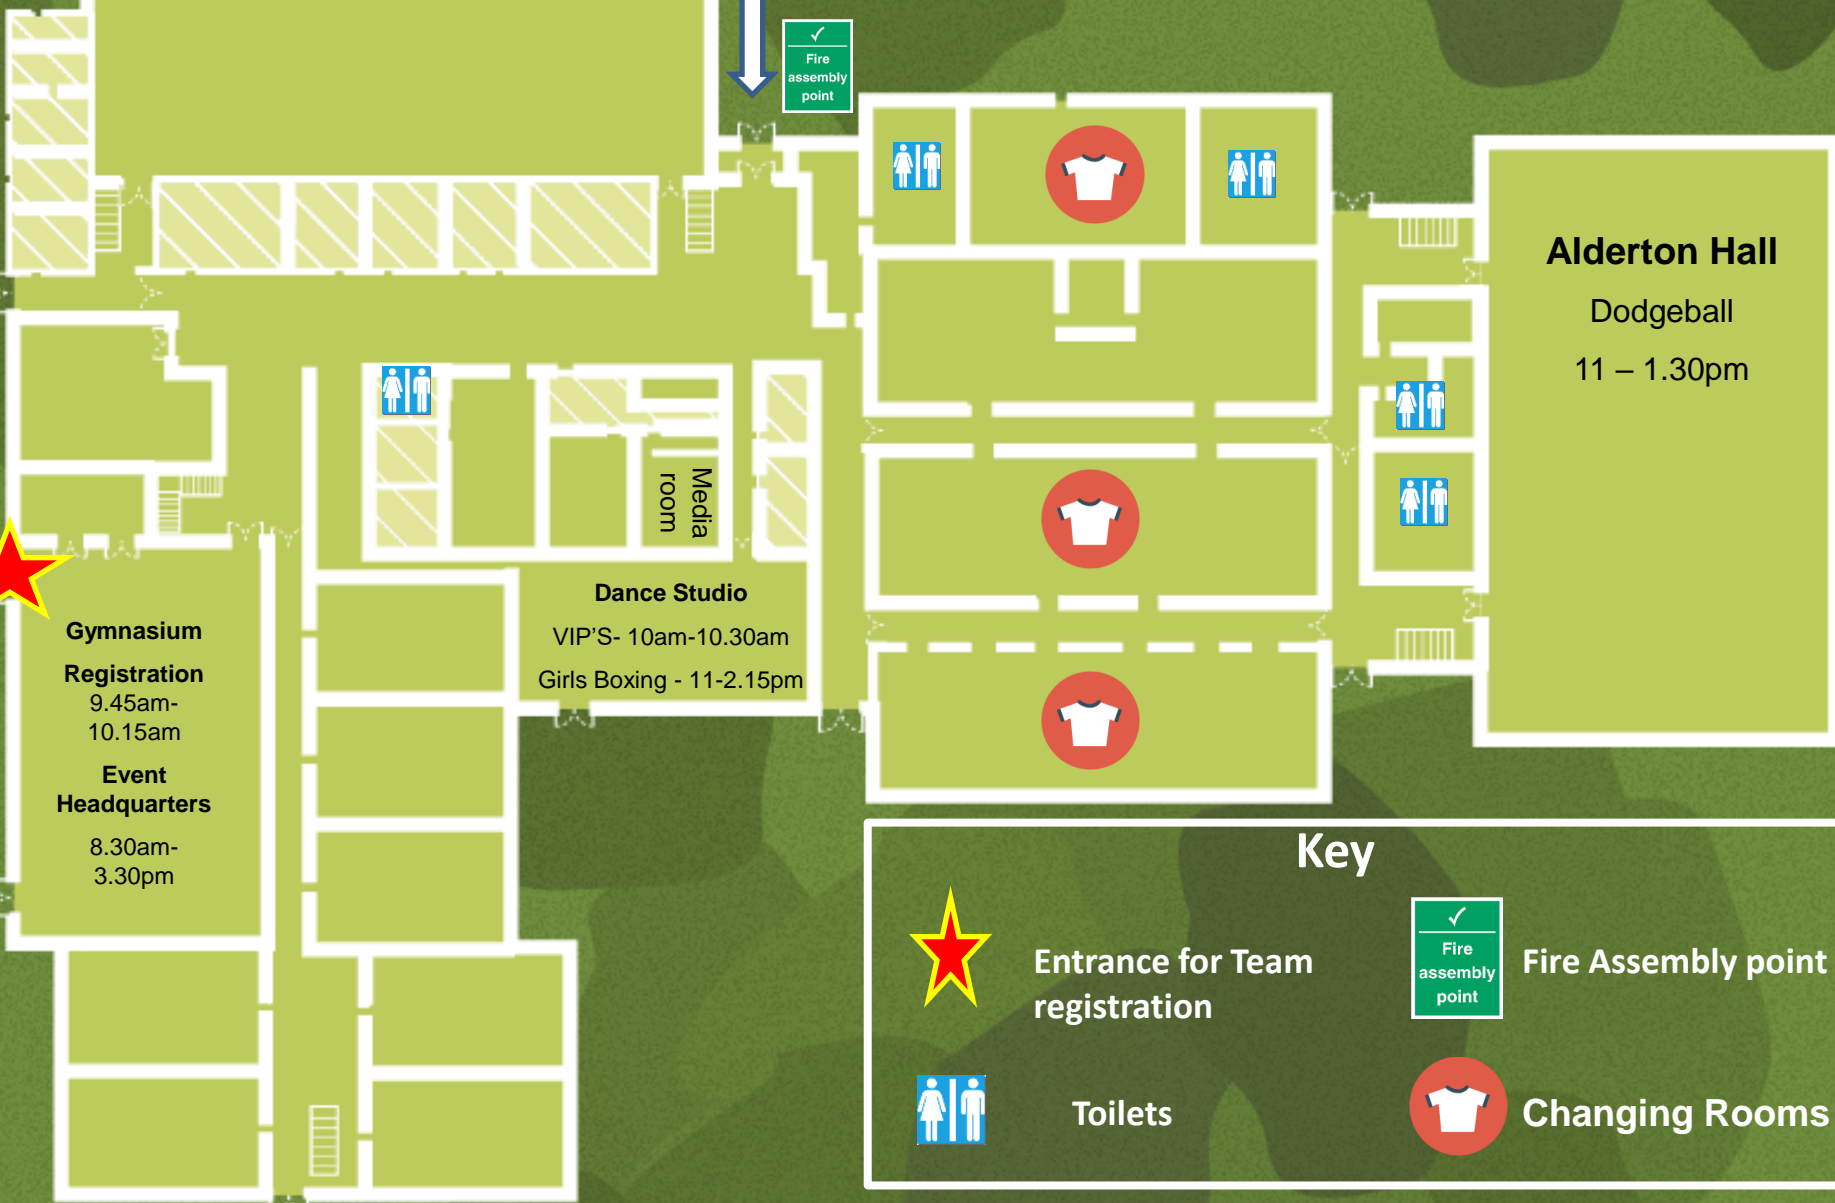 ✓
Fire
assembly
point
Alderton Hall
Dodgeball
11 – 1.30pm
Media
room
Dance Studio
VIP’S- 10am-10.30am
Girls Boxing - 11-2.15pm
Gymnasium
Registration
9.45am-
10.15am
Event
Headquarters
8.30am-
3.30pm
Key
Entrance for Team
registration
✓
Fire
assembly
point
Fire Assembly point
Toilets
Changing Rooms